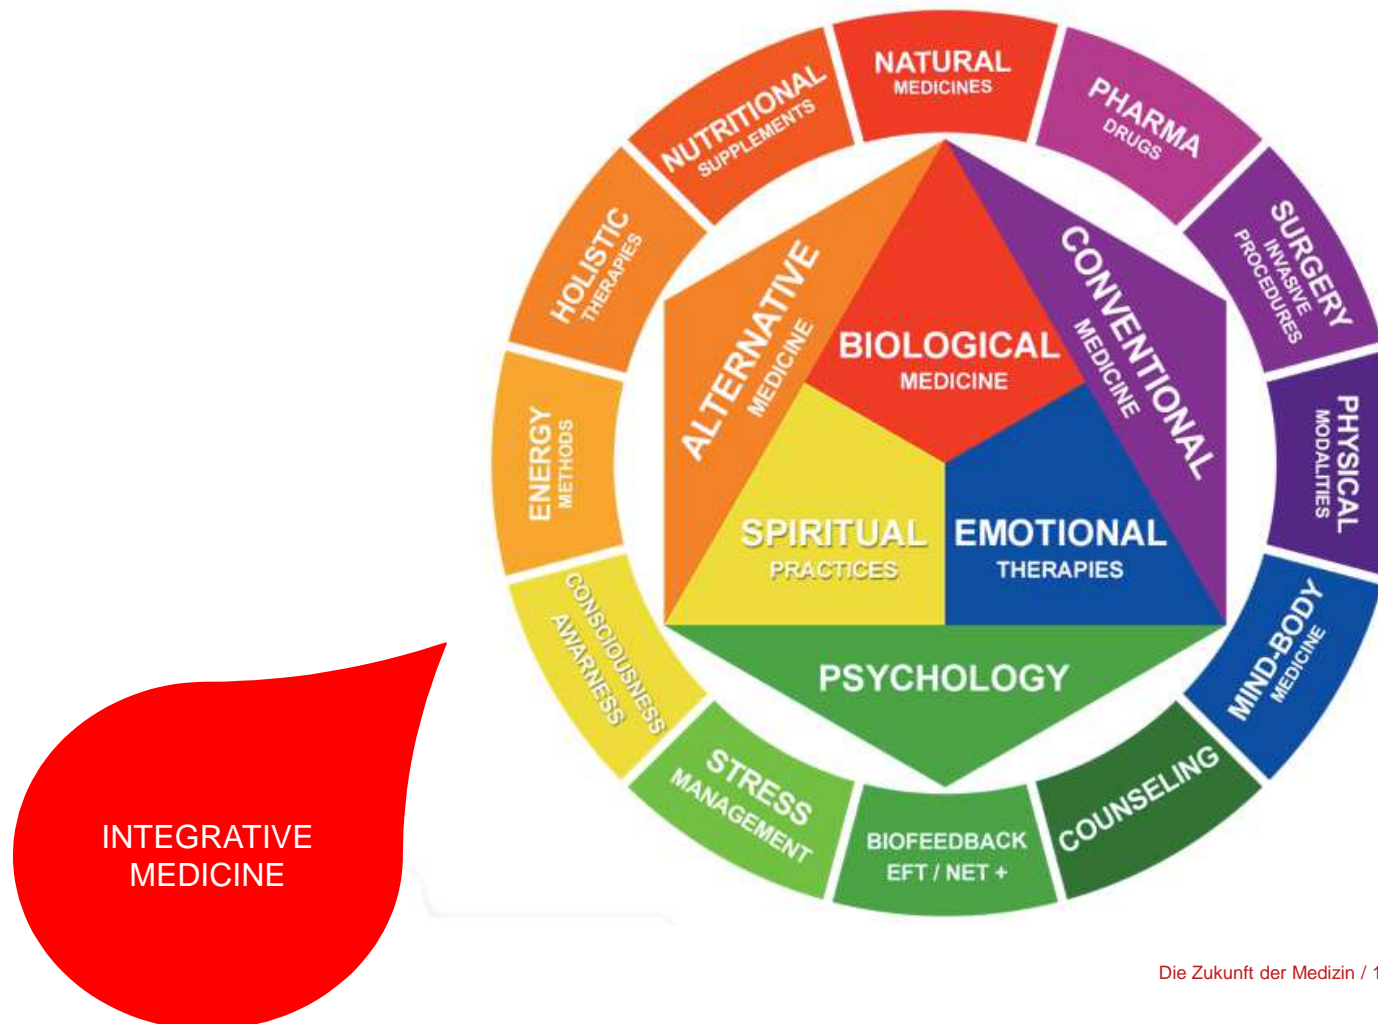 NATURAL
MEDICINES
PHARMA
DRUGS
SURGERY
INVASIVE
PROCEDURES
PHYSICAL
MODALITIES
MIND-BODY
MEDICINE
COUNSELING
BIOFEEDBACK
EFT / NET +
STRESS
MANAGEMENT
CONSCIOUSNESS
AWARNESS
ENERGY
METHODS
HOLISTIC
THERAPIES
NUTRITIONAL
SUPPLEMENTS
ALTERNATIVE
MEDICINE
BIOLOGICAL
MEDICINE
CONVENTIONAL
MEDICINE
SPIRITUAL
PRACTICES
EMOTIONAL
THERAPIES
PSYCHOLOGY
INTEGRATIVE
MEDICINE
Die Zukunft der Medizin / 1